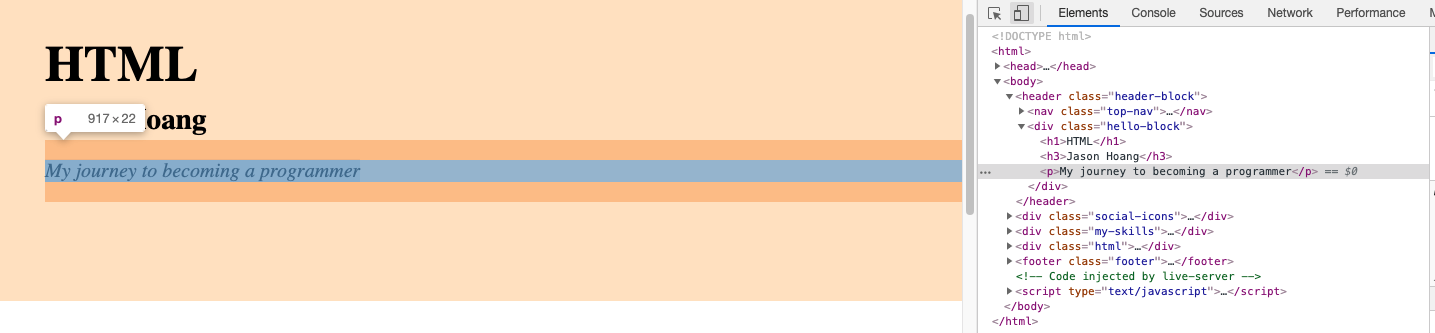 HTML
p 917 × 22
oang
My journey to becoming a programmer
Elements Console Sources Network Performance
<!DOCTYPE html>
<html>
<head>…</head>
<body>
<header class="header-block">
<nav class="top-nav">…</nav>
<div class="hello-block">
<h1>HTML</h1>
<h3>Jason Hoang</h3>
… <p>My journey to becoming a programmer</p> == $0
</div>
</header>
<div class="social-icons">…</div>
<div class="my-skills">…</div>
<div class="html">…</div>
<footer class="footer">…</footer>
<!-- Code injected by live-server -->
<script type="text/javascript">…</script>
</body>
</html>